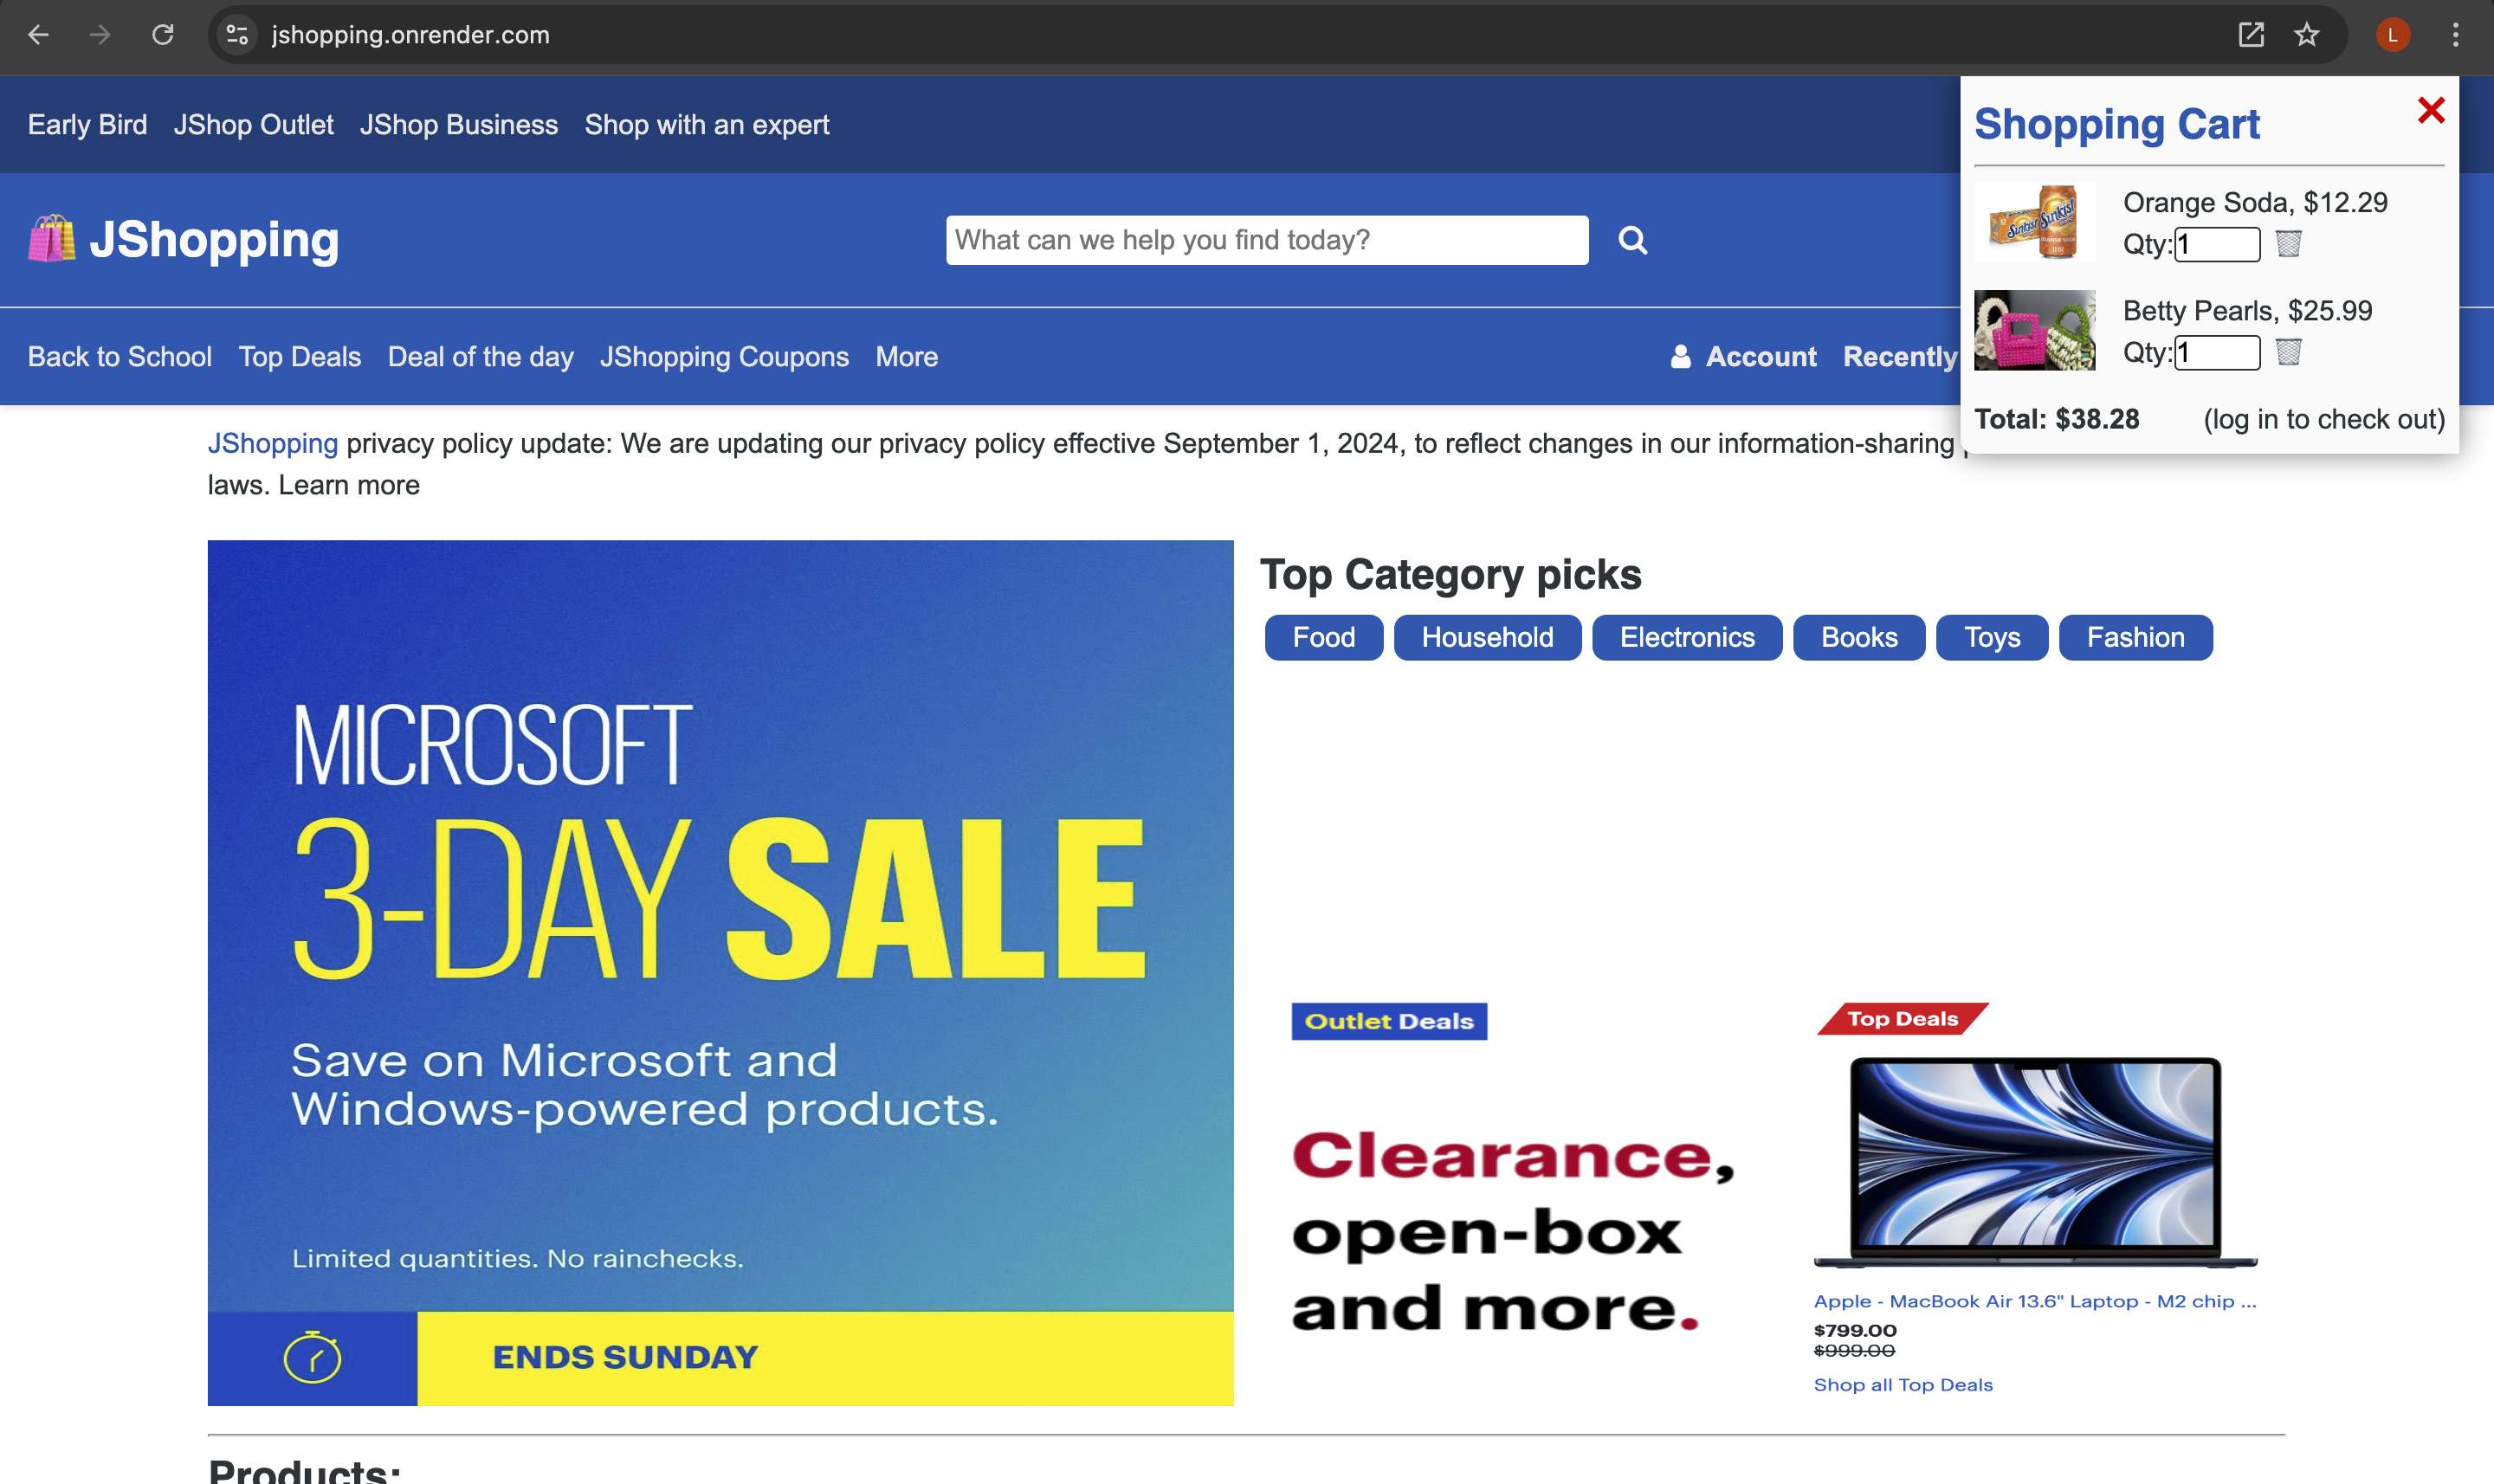 jshopping.onrender.com
L
Early Bird JShop Outlet JShop Business Shop with an expert
JShopping
What can we help you find today?
Back to School Top Deals Deal of the day JShopping Coupons More
Account Recently
Shopping Cart
Orange Soda, $12.29
Qty: 1
Betty Pearls, $25.99
Qty: 1
Total: $38.28 (log in to check out)
JShopping privacy policy update: We are updating our privacy policy effective September 1, 2024, to reflect changes in our information-sharing
laws. Learn more
MICROSOFT
3-DAY SALE
Save on Microsoft and
Windows-powered products.
Limited quantities. No rainchecks.
ENDS SUNDAY
Top Category picks
Food Household Electronics Books Toys Fashion
Outlet Deals
Clearance,
open-box
and more.
Top Deals
Apple - MacBook Air 13.6" Laptop - M2 chip ...
$799.00
$999.00
Shop all Top Deals
Products: